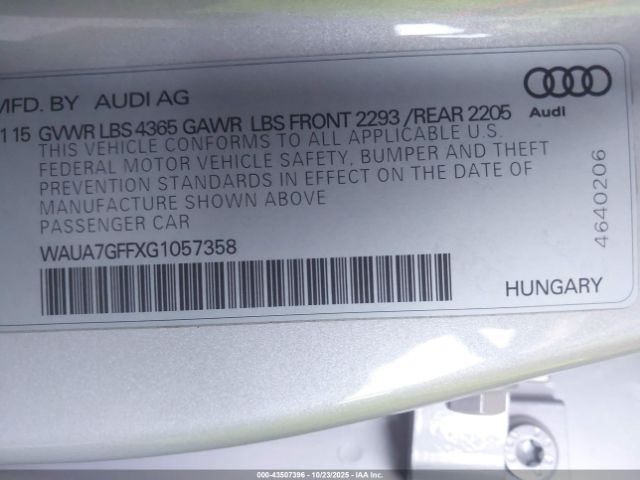 MFD. BY AUDI AG
115 GVWR LBS 4365 GAWR LBS FRONT 2293 /REAR 2205
THIS VEHICLE CONFORMS TO ALL APPLICABLE U.S.
FEDERAL MOTOR VEHICLE SAFETY, BUMPER AND THEFT
PREVENTION STANDARDS IN EFFECT ON THE DATE OF
MANUFACTURE SHOWN ABOVE
PASSENGER CAR
WAUA7GFFXG1057358
Audi
4640206
HUNGARY
000-43507396 - 10/23/2025 - IAA Inc.